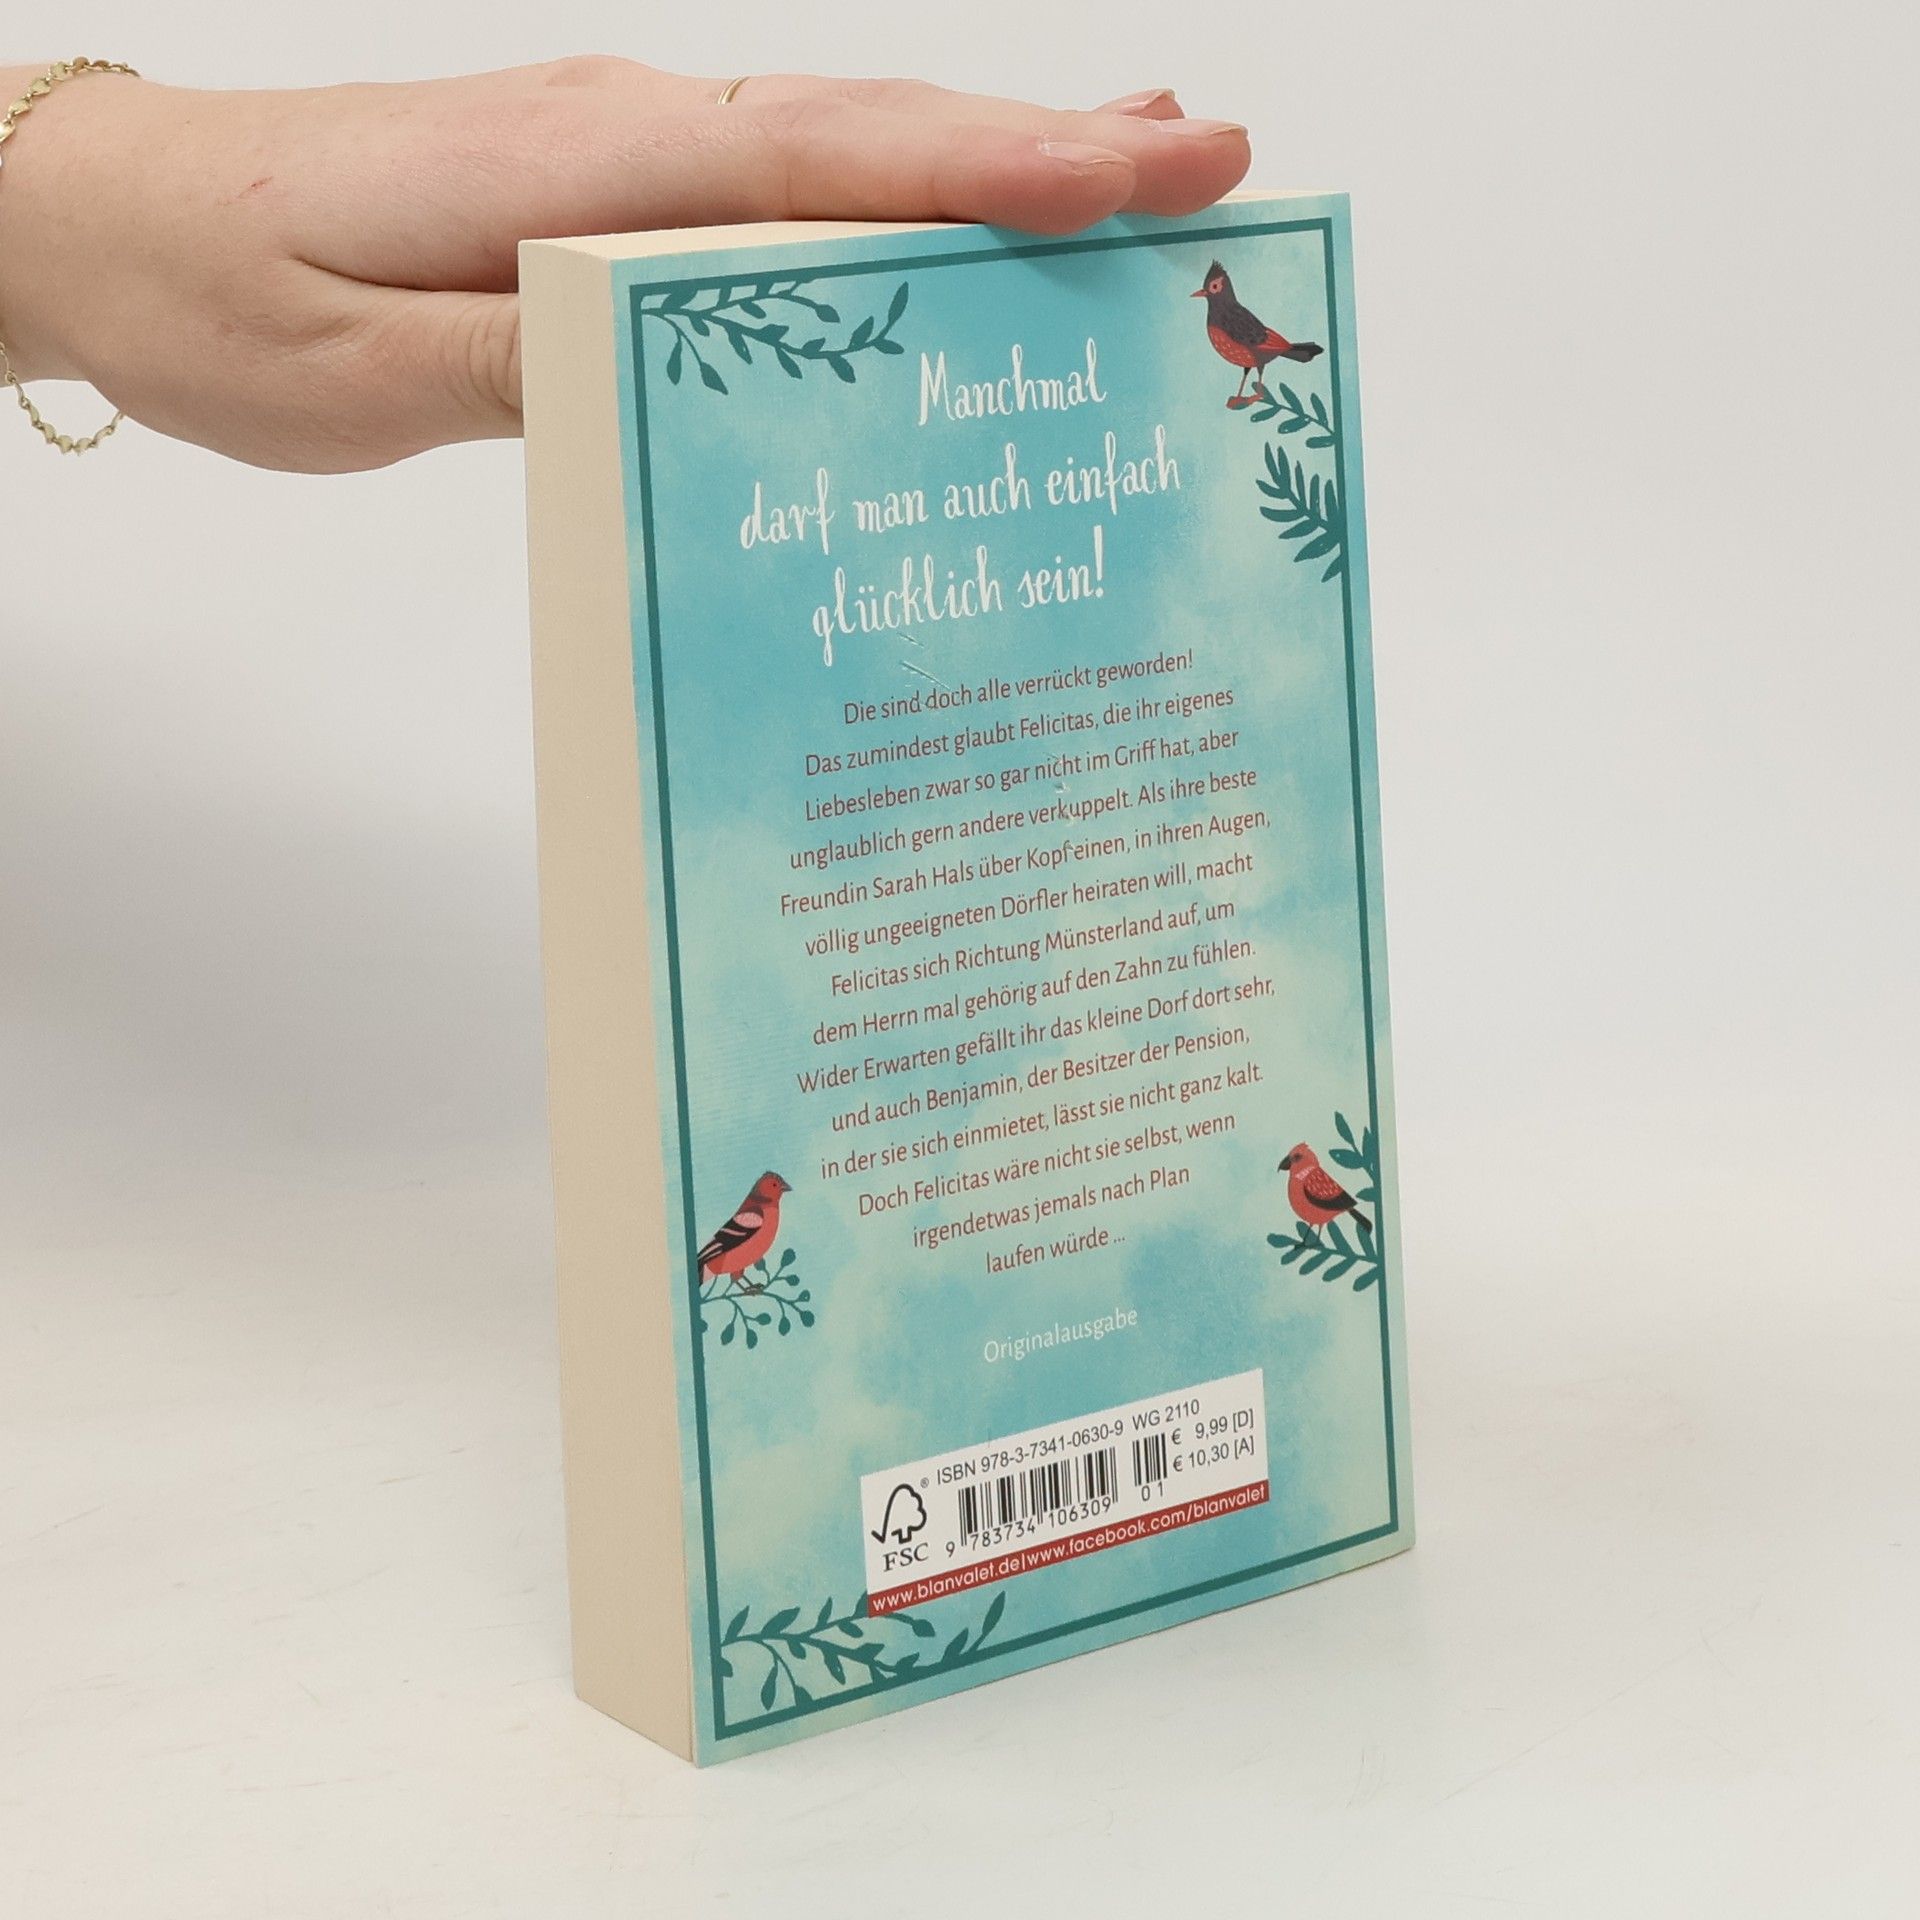 Manchmal
darf man auch einfach
glücklich sein!
Die sind doch alle verrückt geworden!
Das zumindest glaubt Felicitas, die ihr eigenes
Liebesleben zwar so gar nicht im Griff hat, aber
unglaublich gern andere verkuppelt. Als ihre beste
Freundin Sarah Hals über Kopf einen, in ihren Augen,
völlig ungeeigneten Dörfler heiraten will, macht
Felicitas sich Richtung Münsterland auf, um
dem Herrn mal gehörig auf den Zahn zu fühlen.
Wider Erwarten gefällt ihr das kleine Dorf dort sehr,
und auch Benjamin, der Besitzer der Pension,
in der sie sich einmietet, lässt sie nicht ganz kalt.
Doch Felicitas wäre nicht sie selbst, wenn
irgendetwas jemals nach Plan
laufen würde ...
Originalausgabe
ISBN 978-3-7341-0630-9 WG 2110
€ 9,99 [D]
€ 10,30 [A]
® FSC
9 783734 106309 01
www.blanvalet.de|www.facebook.com/blanvalet